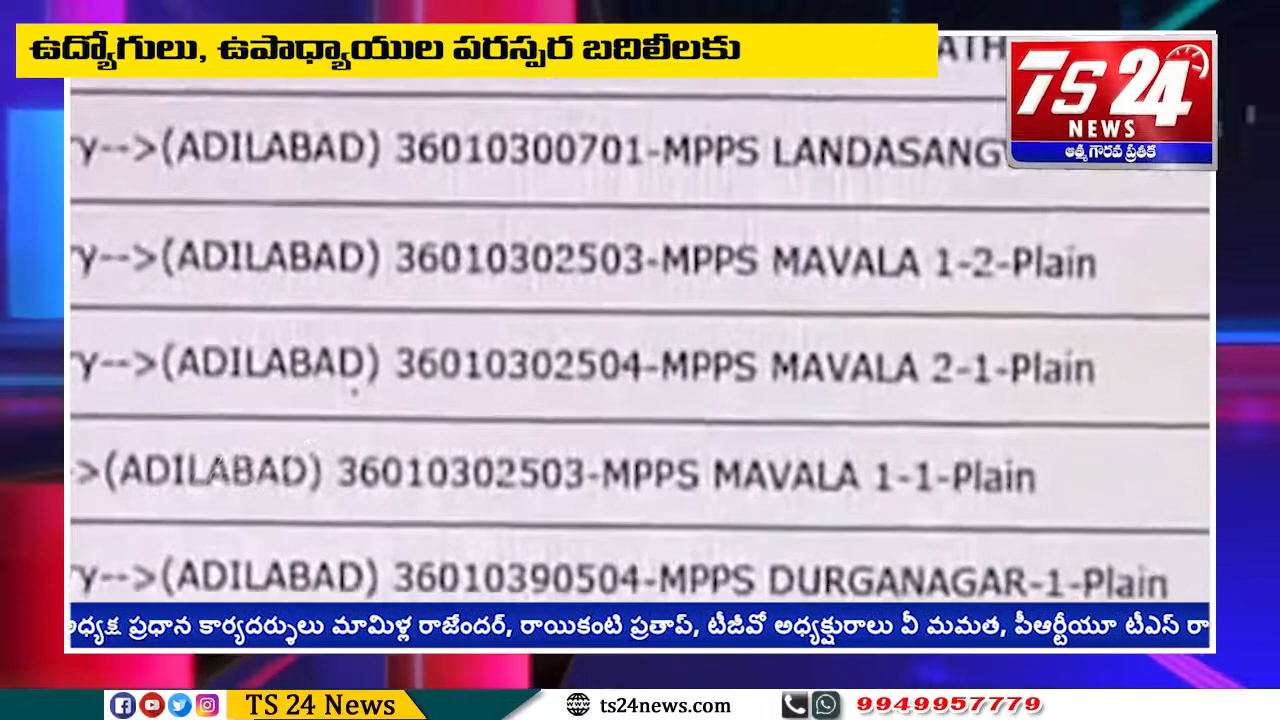 ఉద్యోగులు, ఉపాధ్యాయుల పరస్పర బదిలీలకు
TS 24
NEWS
ఆత్మ గౌరవ ప్రతీక
-->(ADILABAD) 36010300701-MPPS
-->(ADILABAD) 36010302503-MPPS MAVALA 1-2-Plain
-->(ADILABAD) 36010302504-MPPS MAVALA 2-1-Plain
->(ADILABAD) 36010302503-MPPS MAVALA 1-1-Plain
-->(ADILABAD) 36010390504-MPPS DURGANAGAR-1-Plain
అధ్యక్ష ప్రధాన కార్యదర్శులు మామిళ్ల రాజేందర్, రాయికంటి ప్రతాప్, టీజీవో అధ్యక్షురాలు వీ మమత, పీఆర్టీయూ టీఎస్ రా
TS 24 News ts24news.com 9949957779